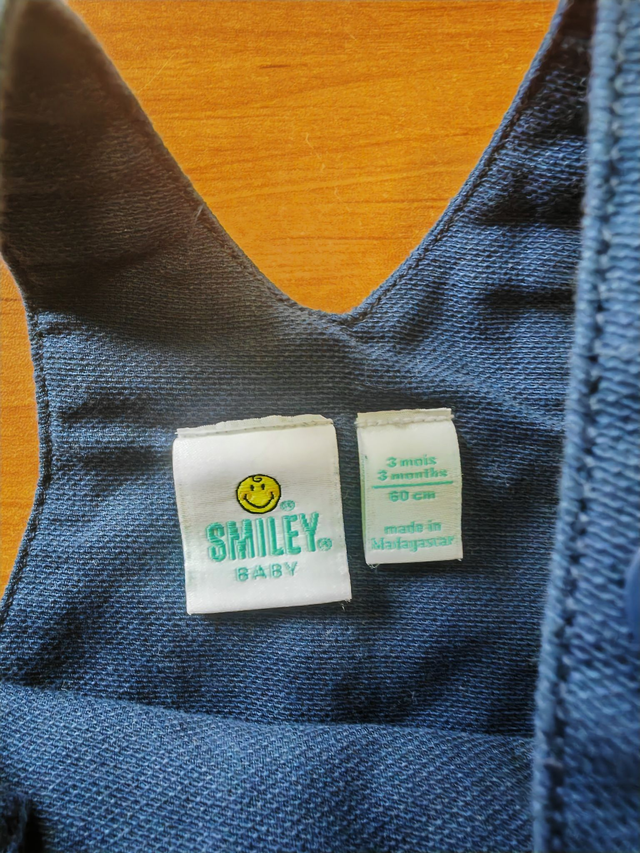 ®
SMILEY®
BABY
3 mois
3 months
60 cm
made in
Madagascar